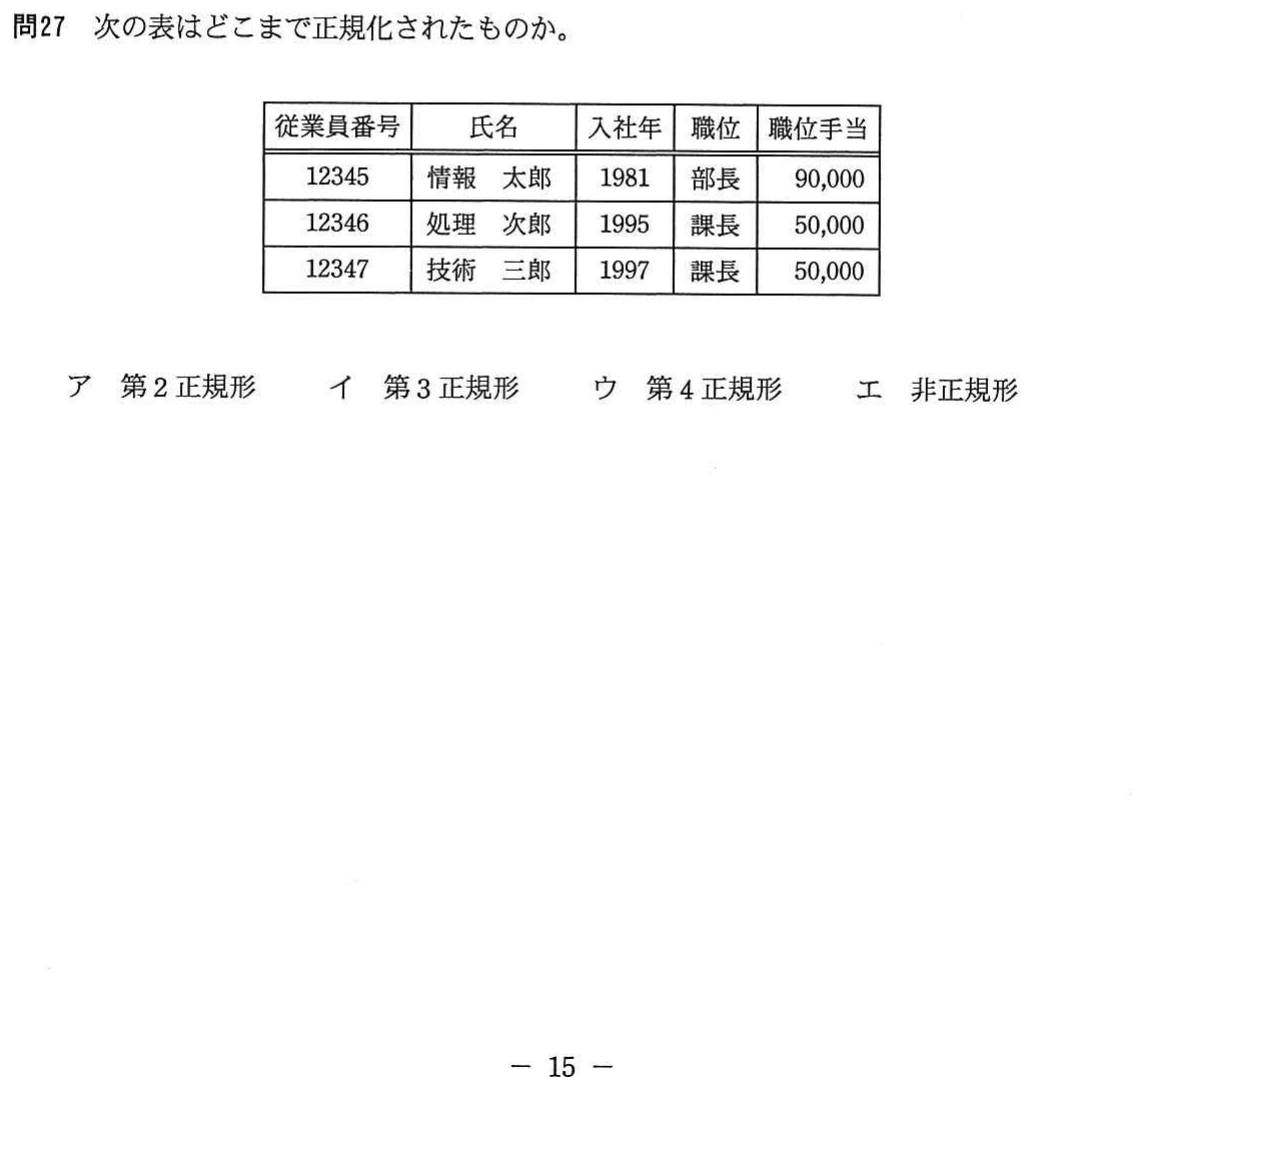 問27 次の表はどこまで正規化されたものか。
従業員番号 氏名 入社年 職位 職位手当
12345 情報 太郎 1981 部長 90,000
12346 処理 次郎 1995 課長 50,000
12347 技術 三郎 1997 課長 50,000
ア 第2正規形 イ 第3正規形 ウ 第4正規形 エ 非正規形
－ 15 －